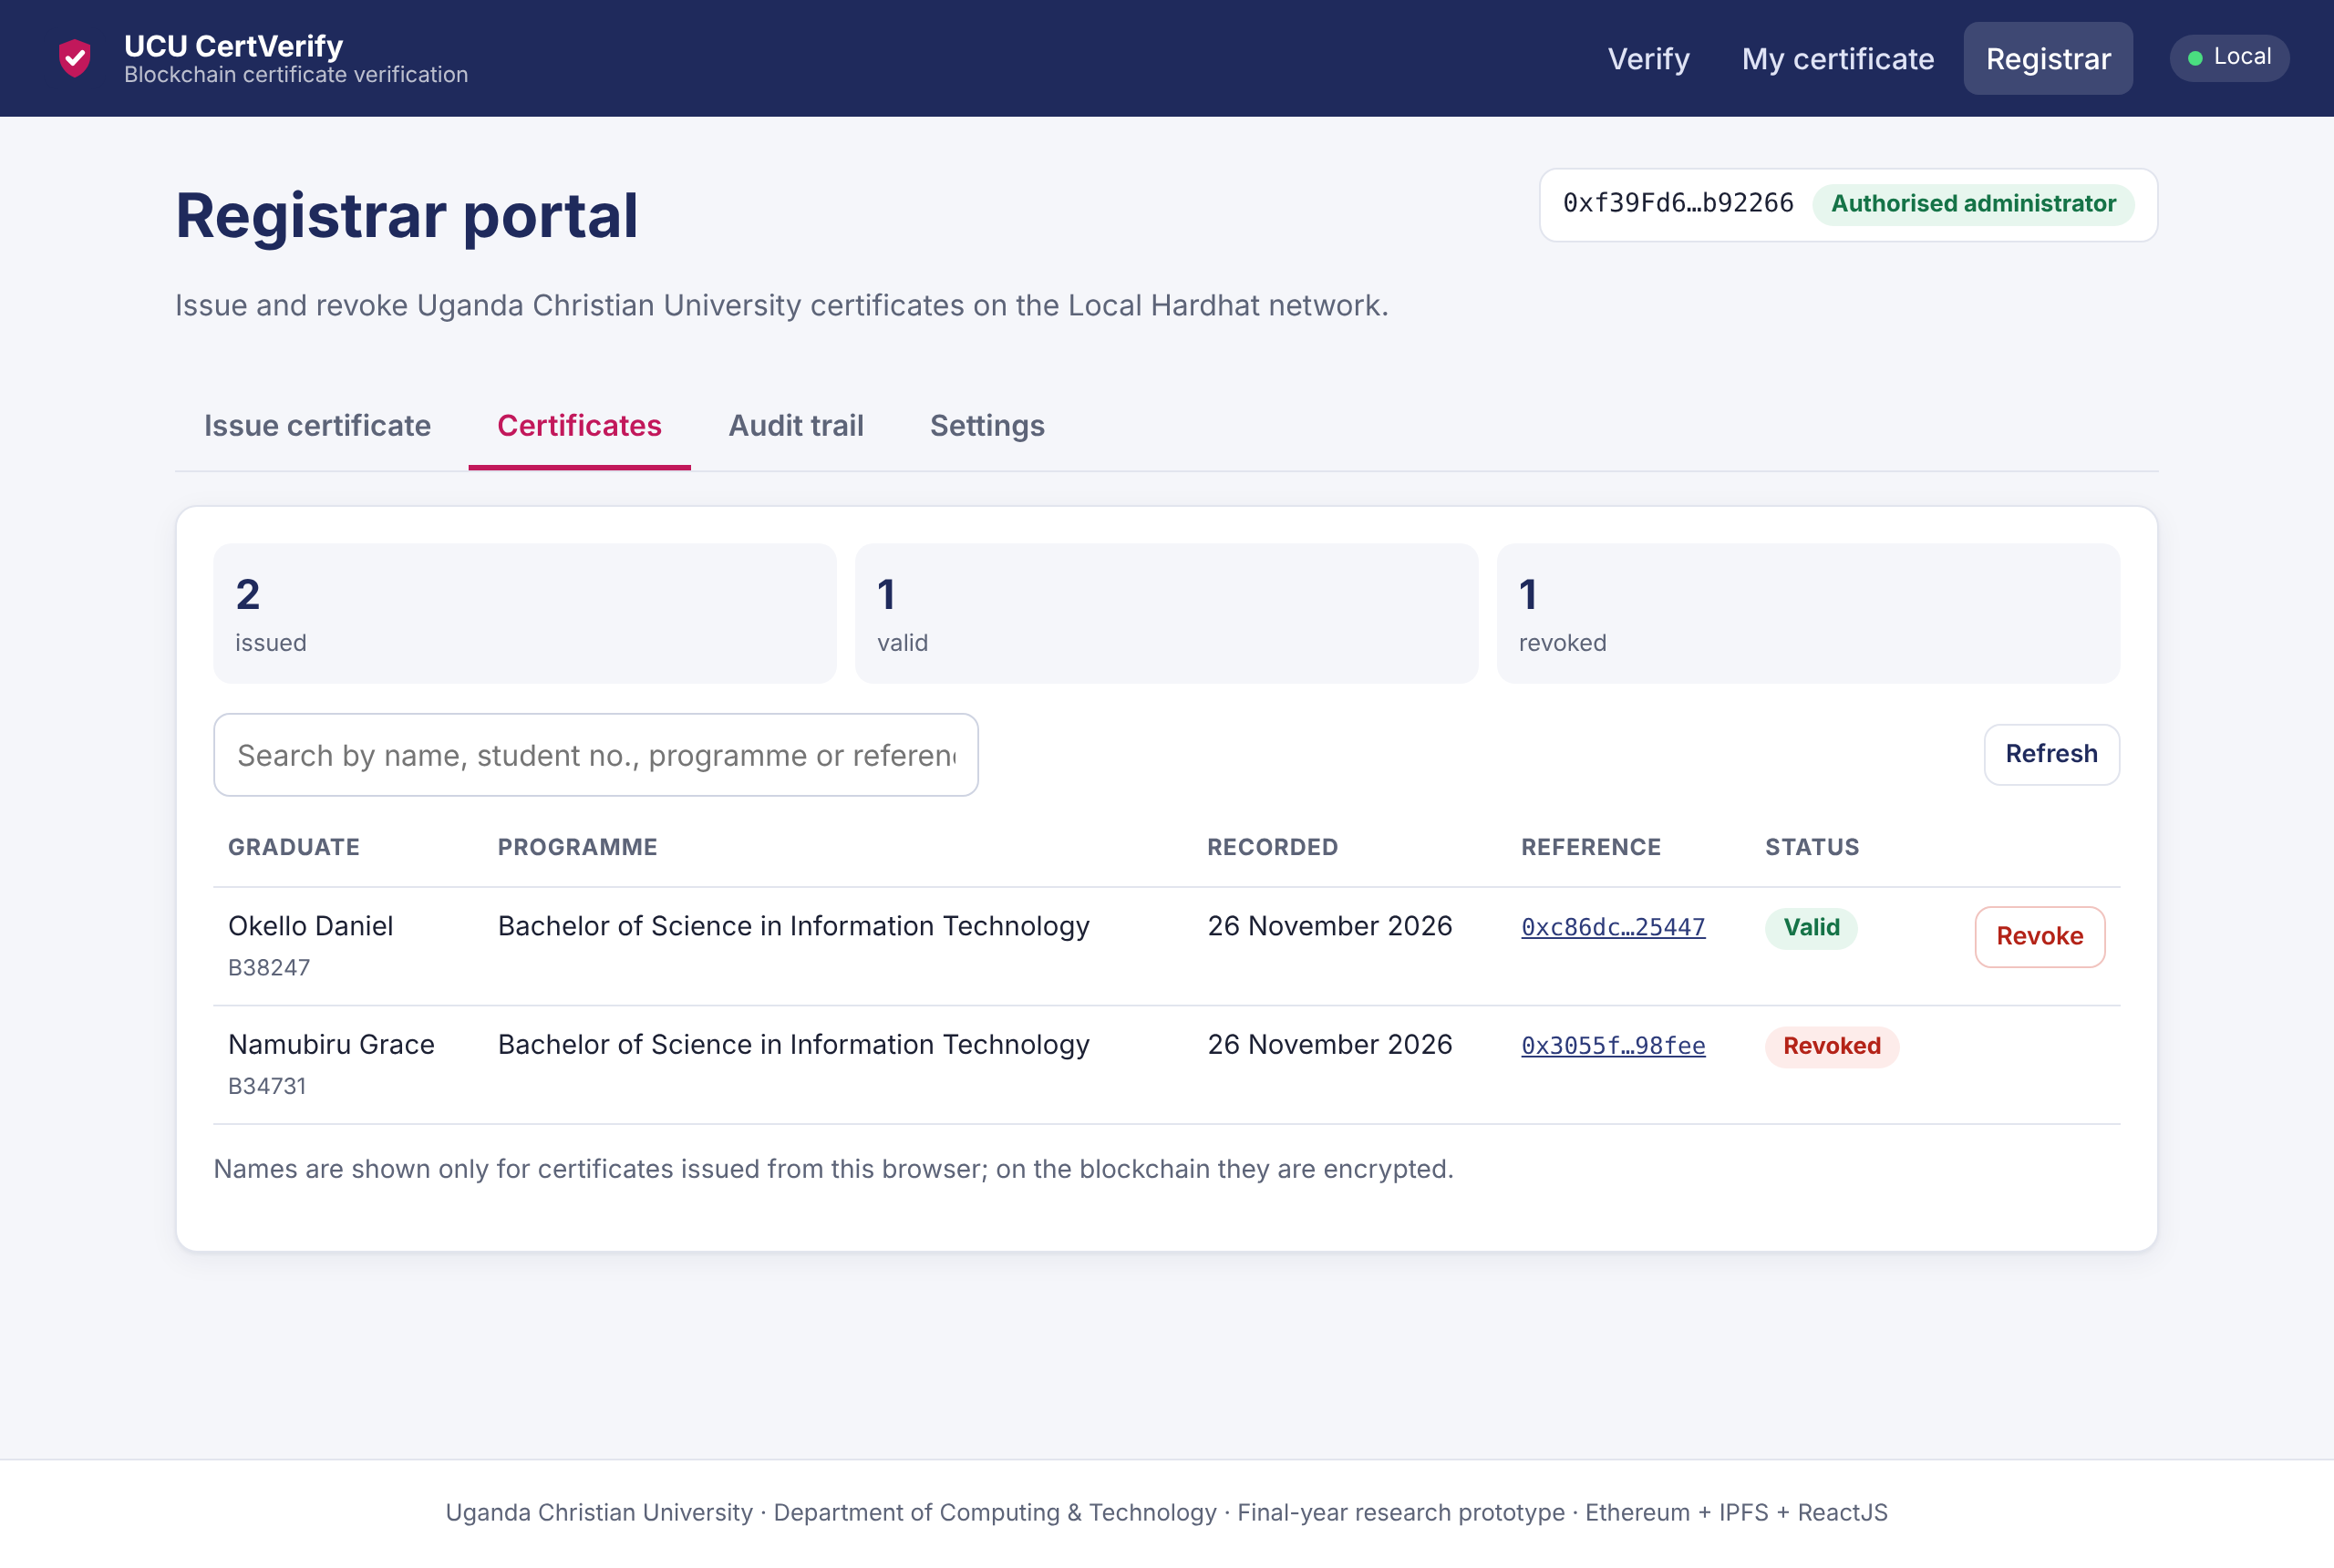 UCU CertVerify
Blockchain certificate verification
Verify
My certificate
Registrar
Local
Registrar portal
0xf39Fd6…b92266
Authorised administrator
Issue and revoke Uganda Christian University certificates on the Local Hardhat network.
Issue certificate
Certificates
Audit trail
Settings
2
issued
1
valid
1
revoked
Search by name, student no., programme or referen
Refresh
GRADUATE PROGRAMME RECORDED REFERENCE STATUS
Okello Daniel Bachelor of Science in Information Technology 26 November 2026 0xc86dc…25447 Valid Revoke
B38247
Namubiru Grace Bachelor of Science in Information Technology 26 November 2026 0x3055f…98fee Revoked
B34731
Names are shown only for certificates issued from this browser; on the blockchain they are encrypted.
Uganda Christian University · Department of Computing & Technology · Final-year research prototype · Ethereum + IPFS + ReactJS